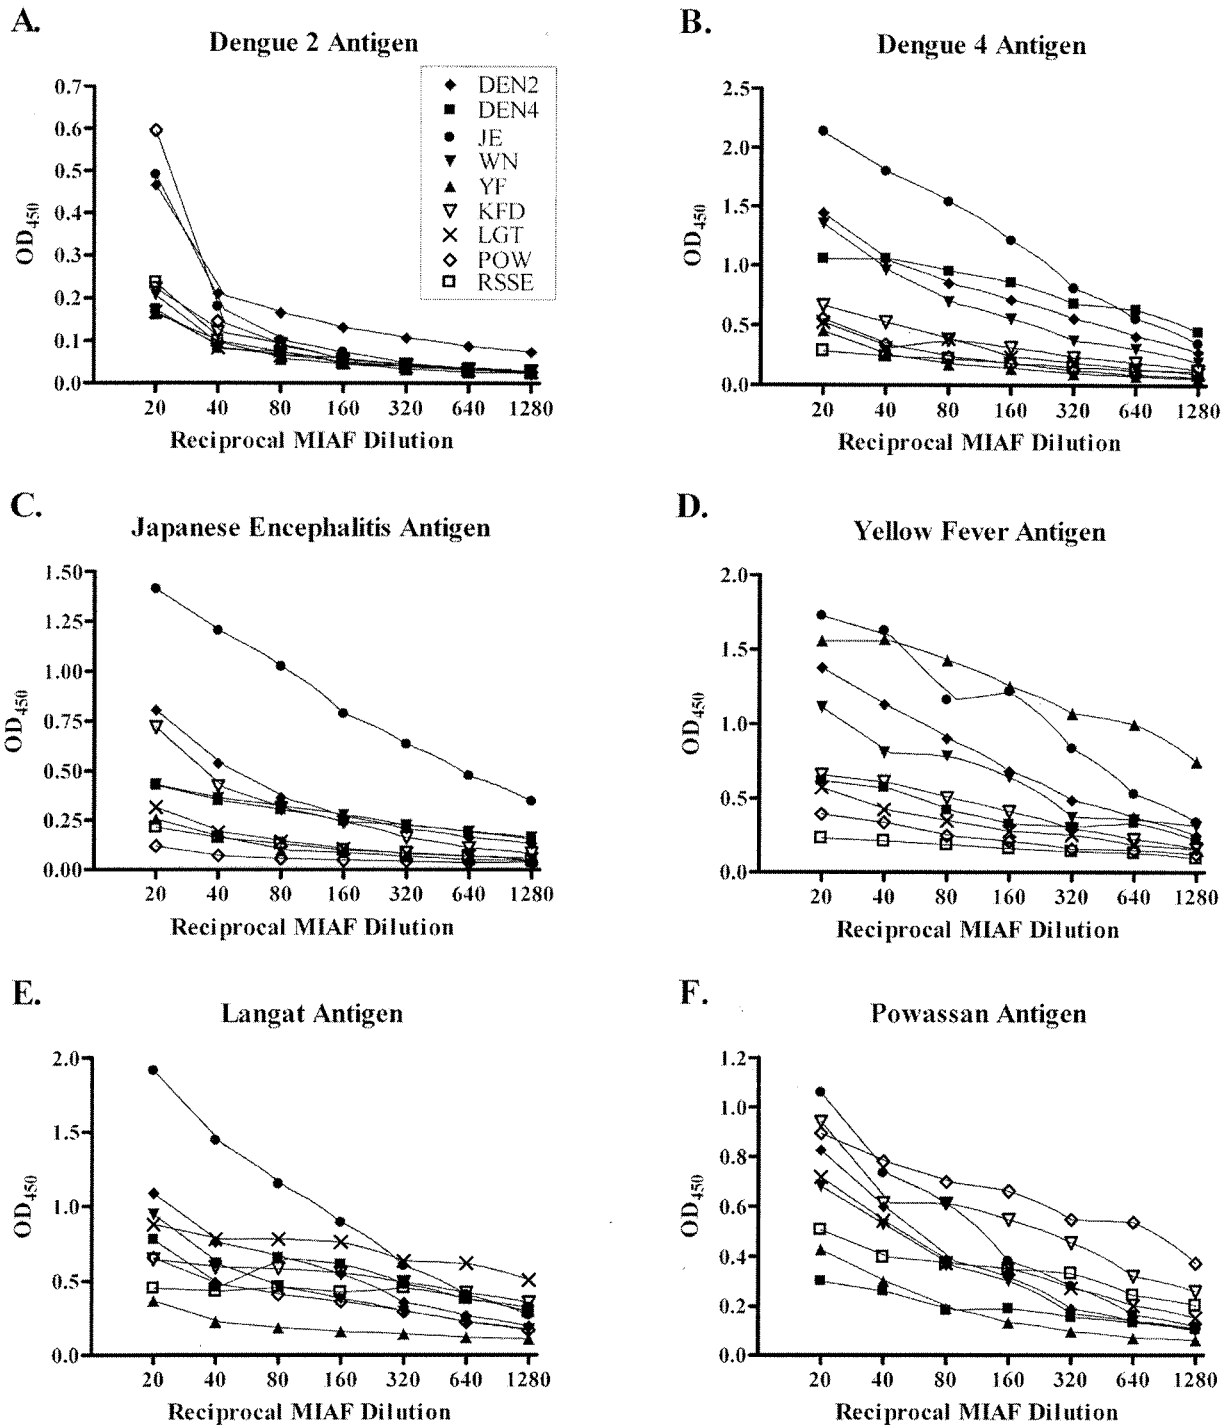 A.
Dengue 2 Antigen
0.7
0.6
0.5
0.4
0.3
0.2
0.1
0.0
OD450
20 40 80 160 320 640 1280
Reciprocal MIAF Dilution
DEN2
DEN4
JE
WN
YF
KFD
LGT
POW
RSSE
B.
Dengue 4 Antigen
2.5
2.0
1.5
1.0
0.5
0.0
OD450
20 40 80 160 320 640 1280
Reciprocal MIAF Dilution
C.
Japanese Encephalitis Antigen
1.50
1.25
1.00
0.75
0.50
0.25
0.00
OD450
20 40 80 160 320 640 1280
Reciprocal MIAF Dilution
D.
Yellow Fever Antigen
2.0
1.5
1.0
0.5
0.0
OD450
20 40 80 160 320 640 1280
Reciprocal MIAF Dilution
E.
Langat Antigen
2.0
1.5
1.0
0.5
0.0
OD450
20 40 80 160 320 640 1280
Reciprocal MIAF Dilution
F.
Powassan Antigen
1.2
1.0
0.8
0.6
0.4
0.2
0.0
OD450
20 40 80 160 320 640 1280
Reciprocal MIAF Dilution